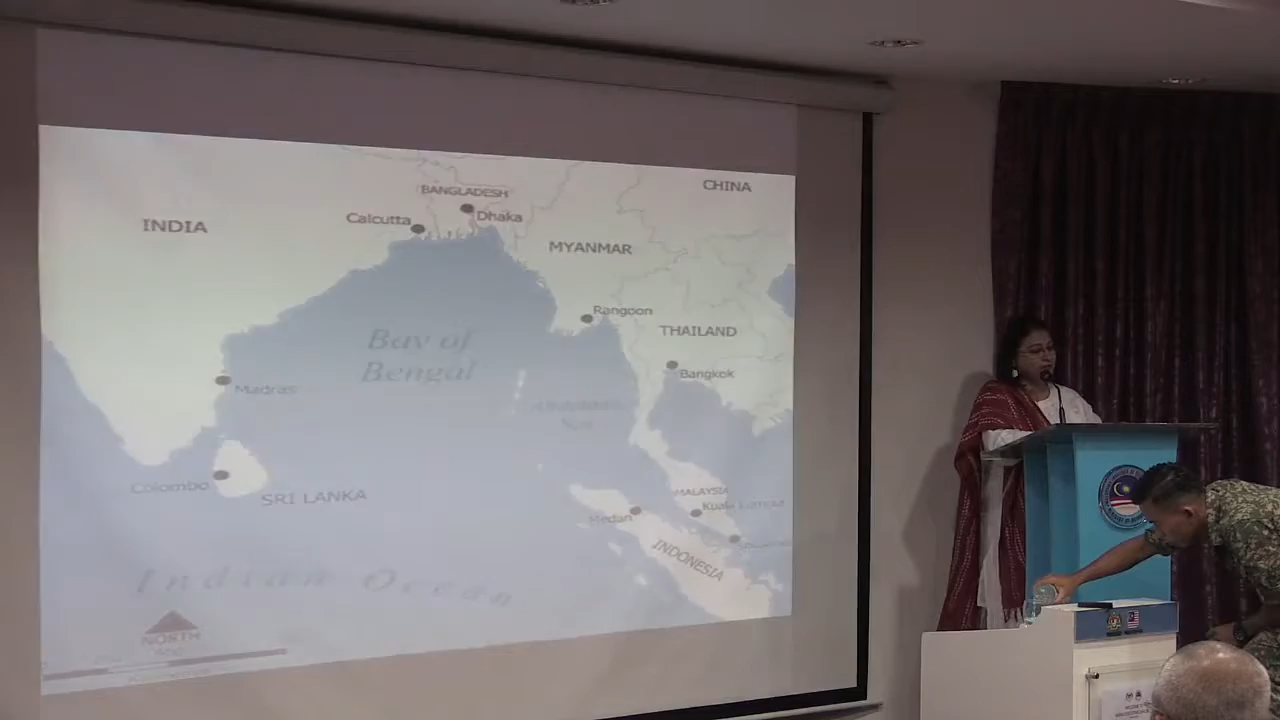 CHINA
BANGLADESH
Dhaka
Calcutta
INDIA
MYANMAR
Rangoon
THAILAND
Bay of
Bengal
Bangkok
Madras
Colombo
SRI LANKA
MALAYSIA
Kuala Lumpur
Medan
INDONESIA
Indian Ocean
NORTH